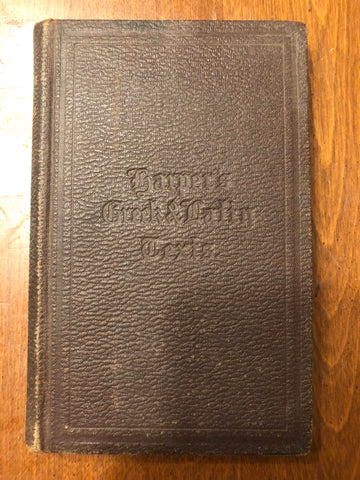 Harper's
Greek & Latin
Texts.